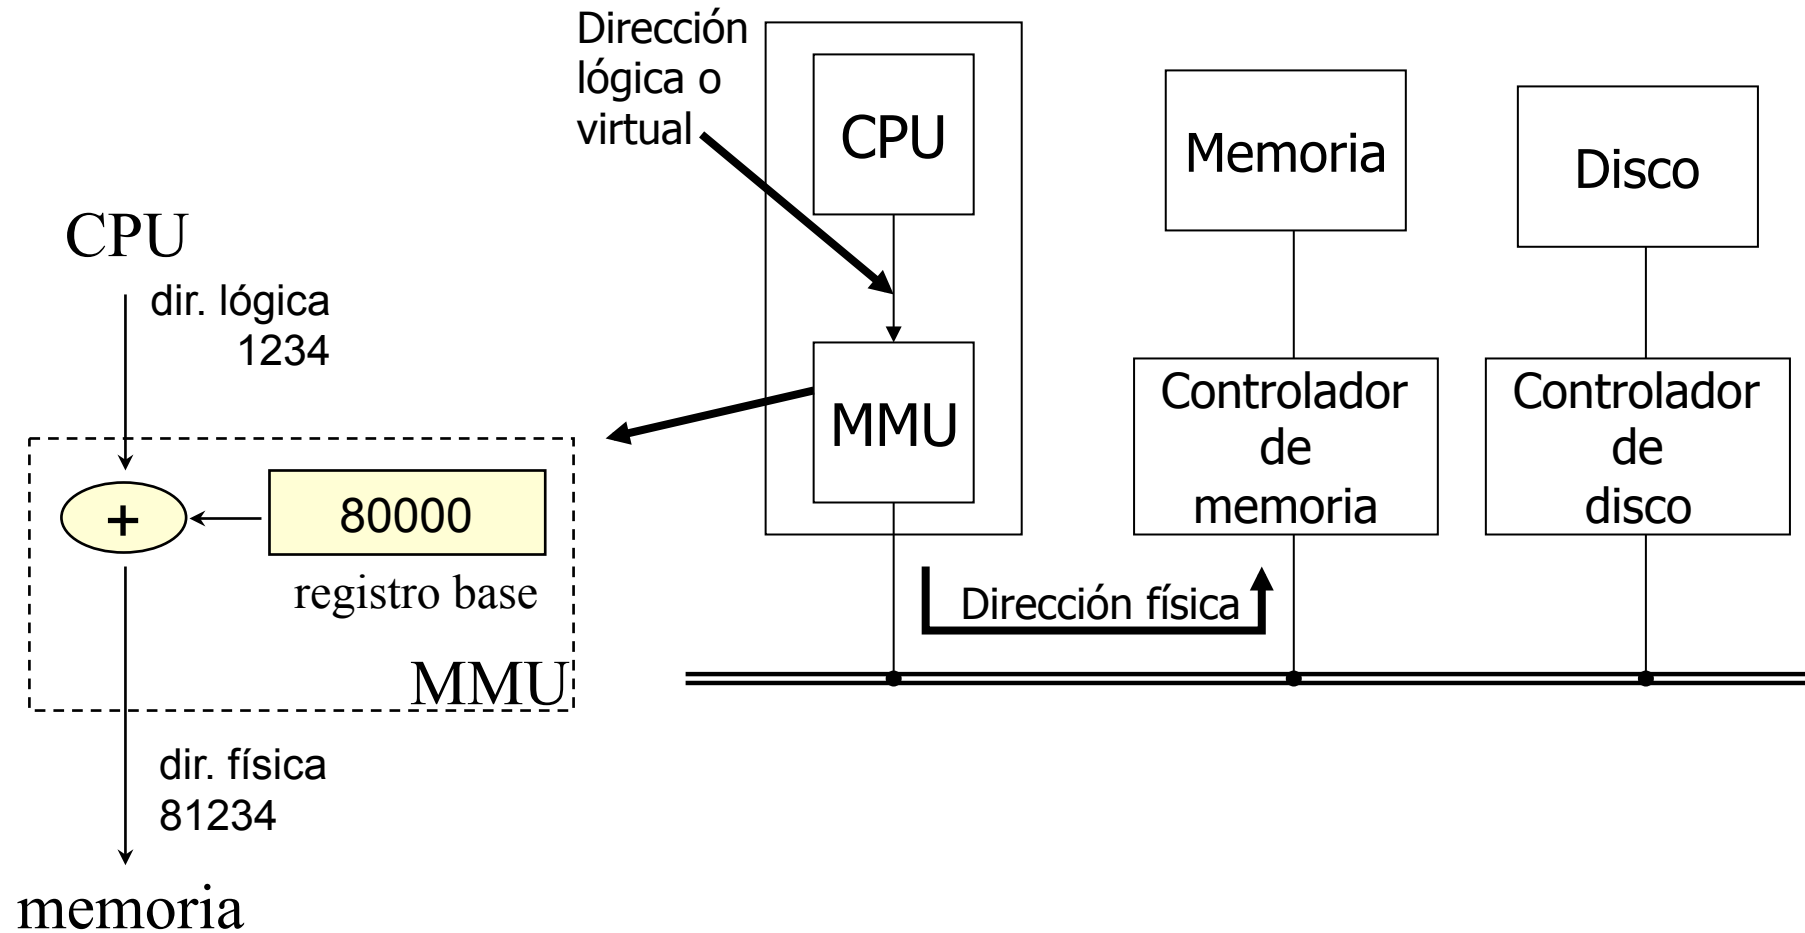 Dirección
lógica o
virtual
CPU
Memoria
Disco
CPU
dir. lógica
1234
MMU
Controlador
de
memoria
Controlador
de
disco
+
80000
registro base
MMU
Dirección física
dir. física
81234
memoria